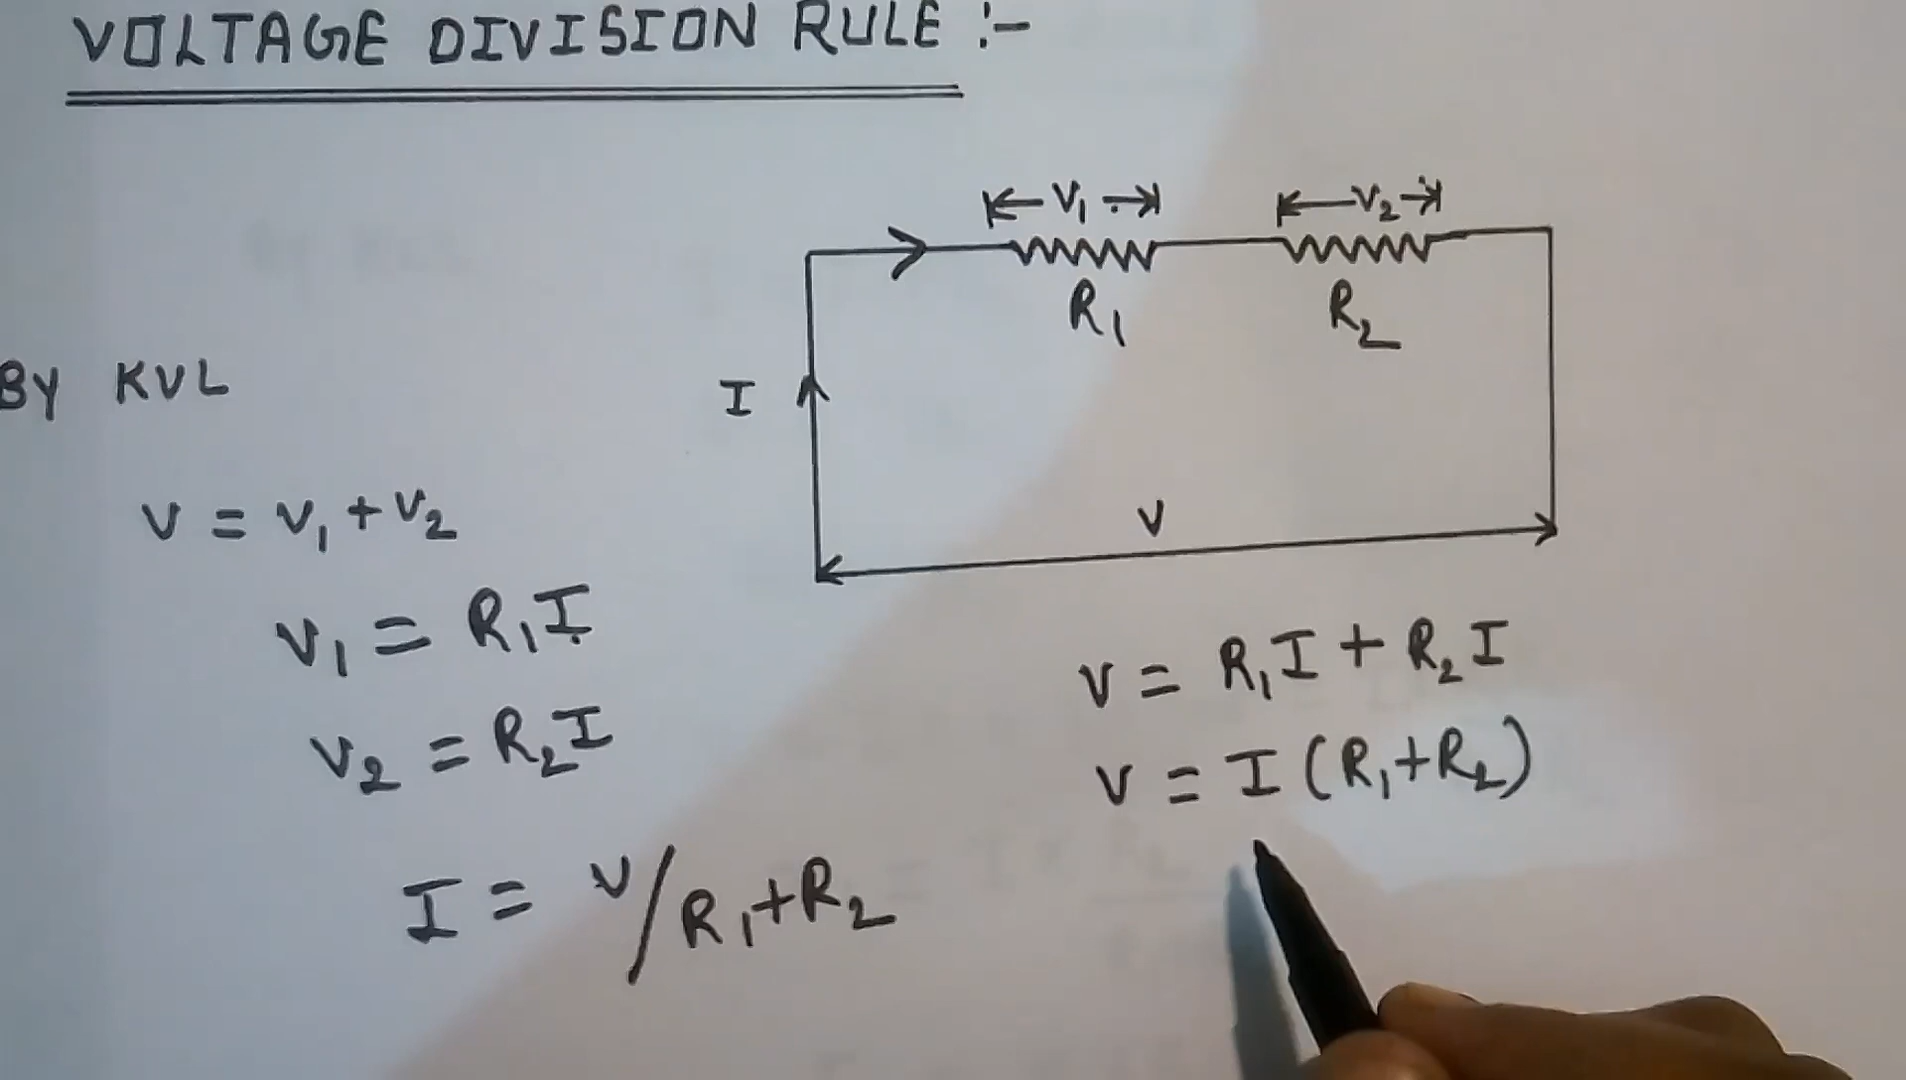 VOLTAGE DIVISION RULE :-
V1
V2
R1
R2
I
V
BY KVL
V = V1 + V2
V1 = R1I
V2 = R2I
I = V/R1+R2
V = R1I + R2I
V = I (R1+R2)